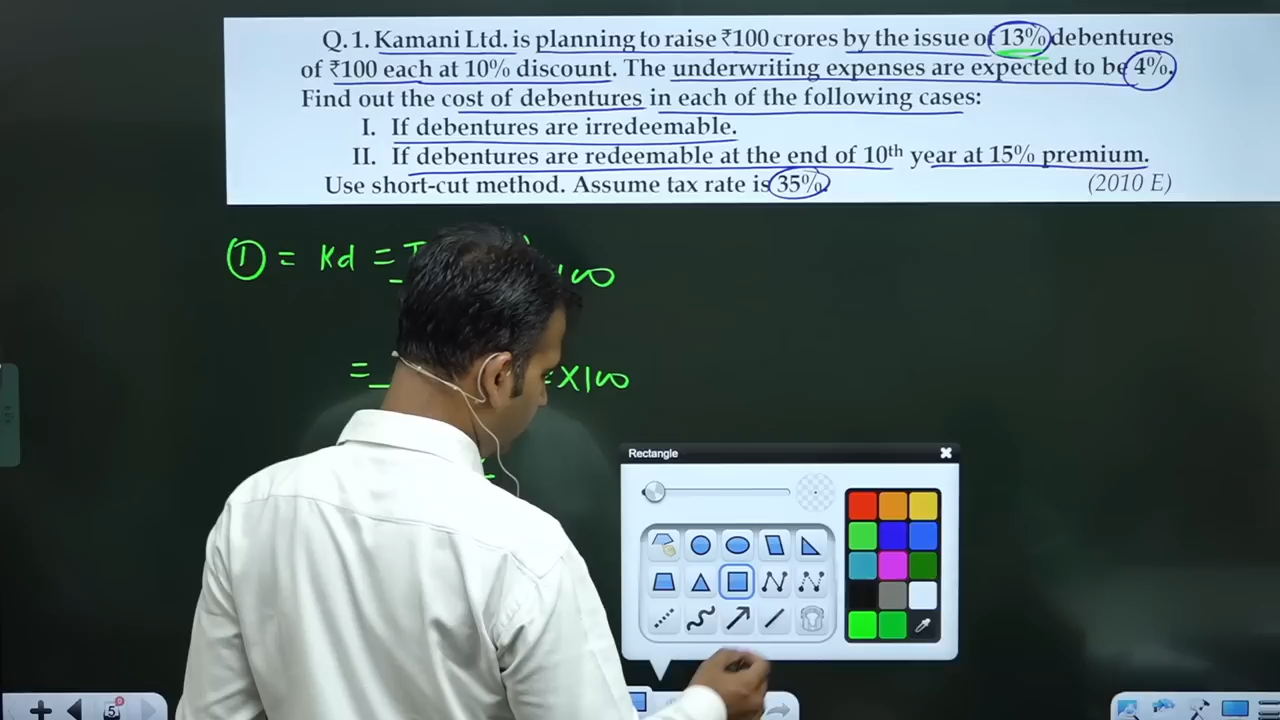 Q.1. Kamani Ltd. is planning to raise ₹100 crores by the issue of 13% debentures
of ₹100 each at 10% discount. The underwriting expenses are expected to be 4%.
Find out the cost of debentures in each of the following cases:
I. If debentures are irredeemable.
II. If debentures are redeemable at the end of 10th year at 15% premium.
Use short-cut method. Assume tax rate is 35%.
(2010 E)
① = Kd = I
100
= ×100
Rectangle
5